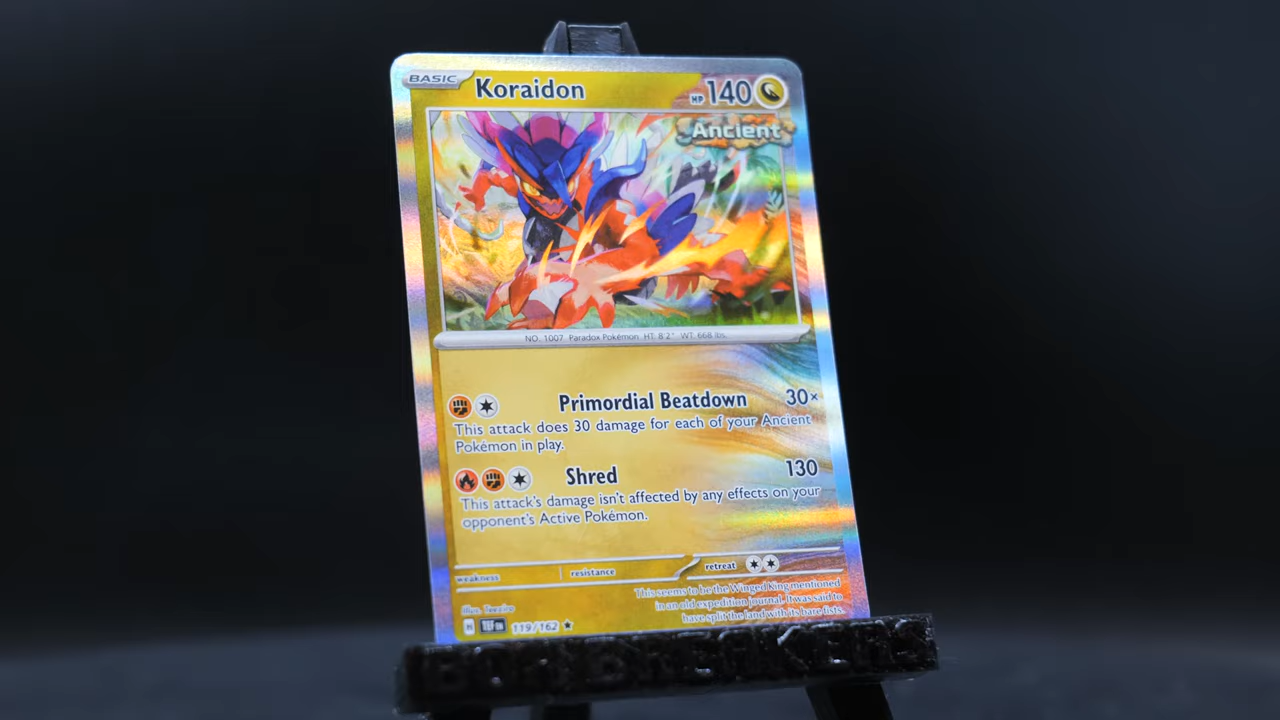 BASIC Koraidon HP 140
Ancient
NO. 1007 Paradox Pokémon HT: 8'2" WT: 668 lbs.
Primordial Beatdown 30×
This attack does 30 damage for each of your Ancient
Pokémon in play.
Shred 130
This attack's damage isn't affected by any effects on your
opponent's Active Pokémon.
weakness resistance retreat
This seems to be the Winged King mentioned
in an old expedition journal. It was said to
have split the land with its bare fists.
Illus. Teeziro
H TEF EN 119/162